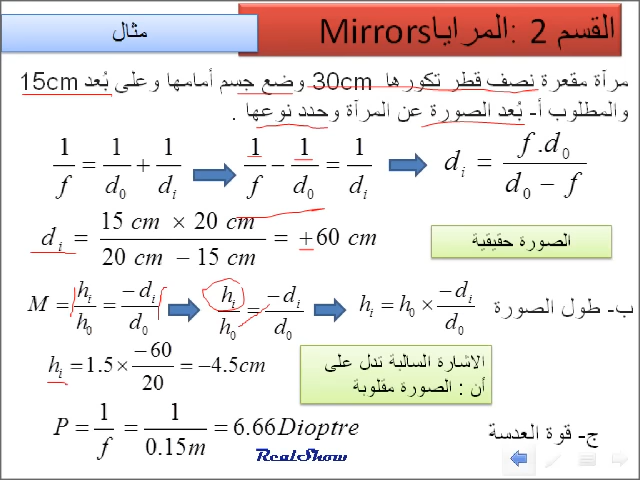 القسم 2 :المرايا Mirrors
مثال
مرآة مقعرة نصف قطر تكورها 30cm وضع جسم أمامها وعلى بُعد 15cm
والمطلوب أ- بُعد الصورة عن المرآة وحدد نوعها .
1/f = 1/d0 + 1/di 1/f - 1/d0 = 1/di di = f.d0 / d0 - f
di = 15 cm × 20 cm / 20 cm - 15 cm = +60 cm
الصورة حقيقية
ب- طول الصورة
M = hi/h0 = -di/d0 hi/h0 = -di/d0 hi = h0 × -di/d0
hi = 1.5 × -60/20 = -4.5cm
الاشارة السالبة تدل على
أن : الصورة مقلوبة
ج- قوة العدسة
P = 1/f = 1/0.15m = 6.66Dioptre
RealShow